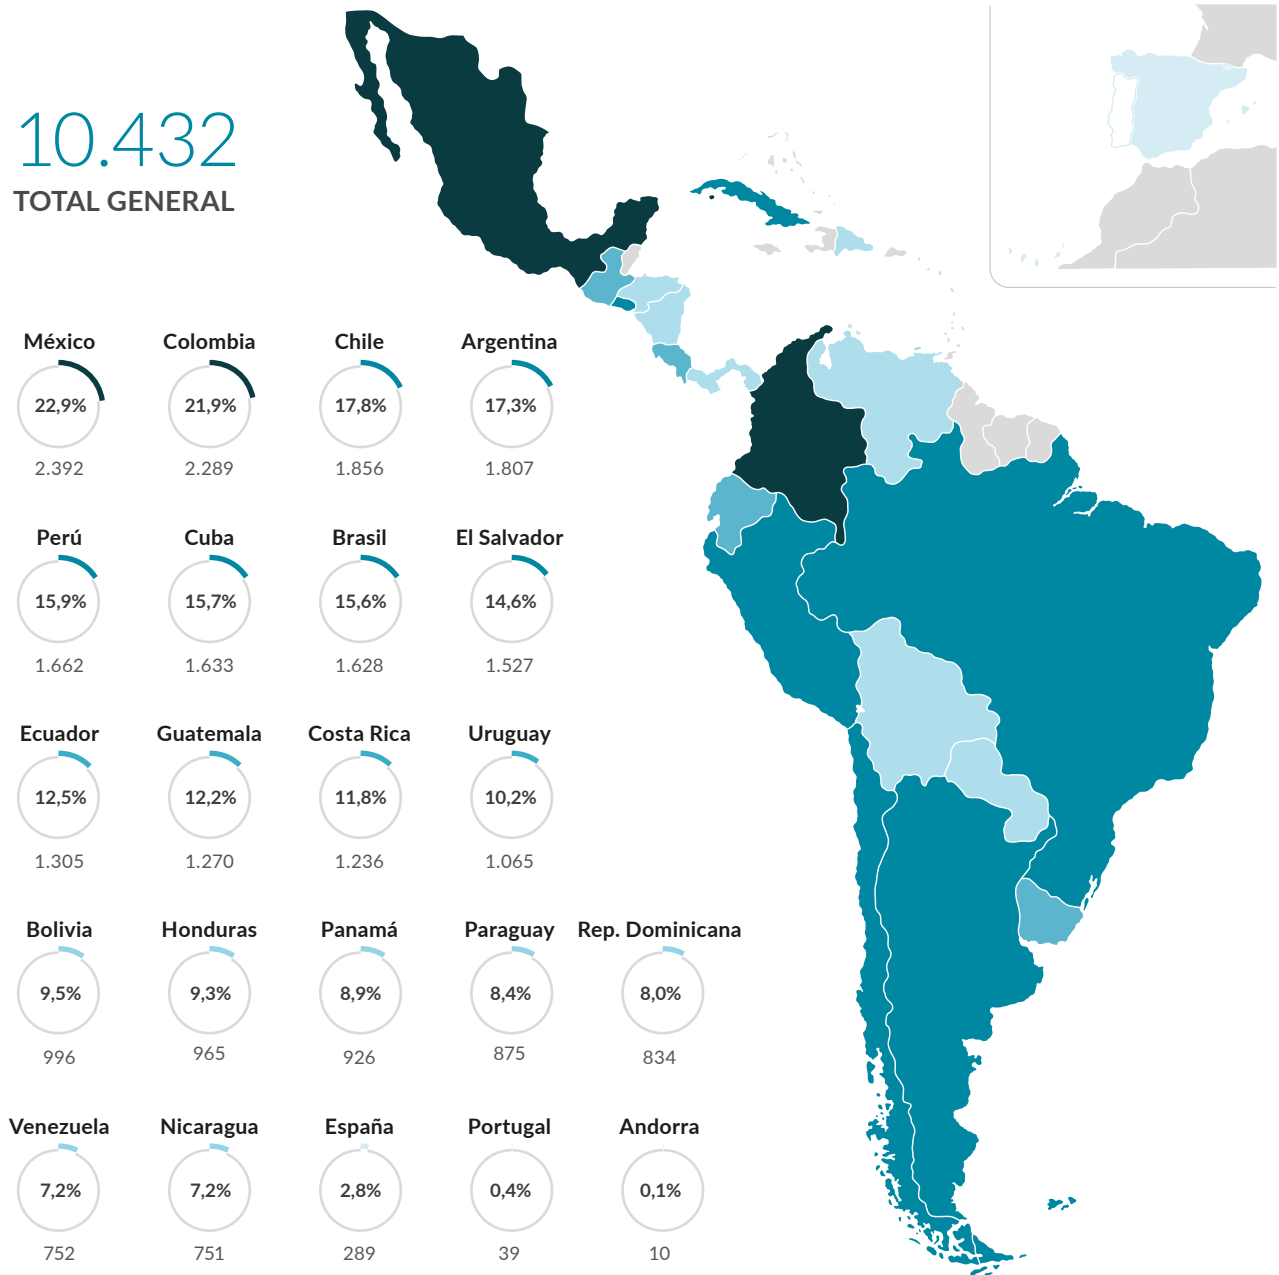 10.432
TOTAL GENERAL
México Colombia Chile Argentina
22,9% 21,9% 17,8% 17,3%
2.392 2.289 1.856 1.807
Perú Cuba Brasil El Salvador
15,9% 15,7% 15,6% 14,6%
1.662 1.633 1.628 1.527
Ecuador Guatemala Costa Rica Uruguay
12,5% 12,2% 11,8% 10,2%
1.305 1.270 1.236 1.065
Bolivia Honduras Panamá Paraguay Rep. Dominicana
9,5% 9,3% 8,9% 8,4% 8,0%
996 965 926 875 834
Venezuela Nicaragua España Portugal Andorra
7,2% 7,2% 2,8% 0,4% 0,1%
752 751 289 39 10